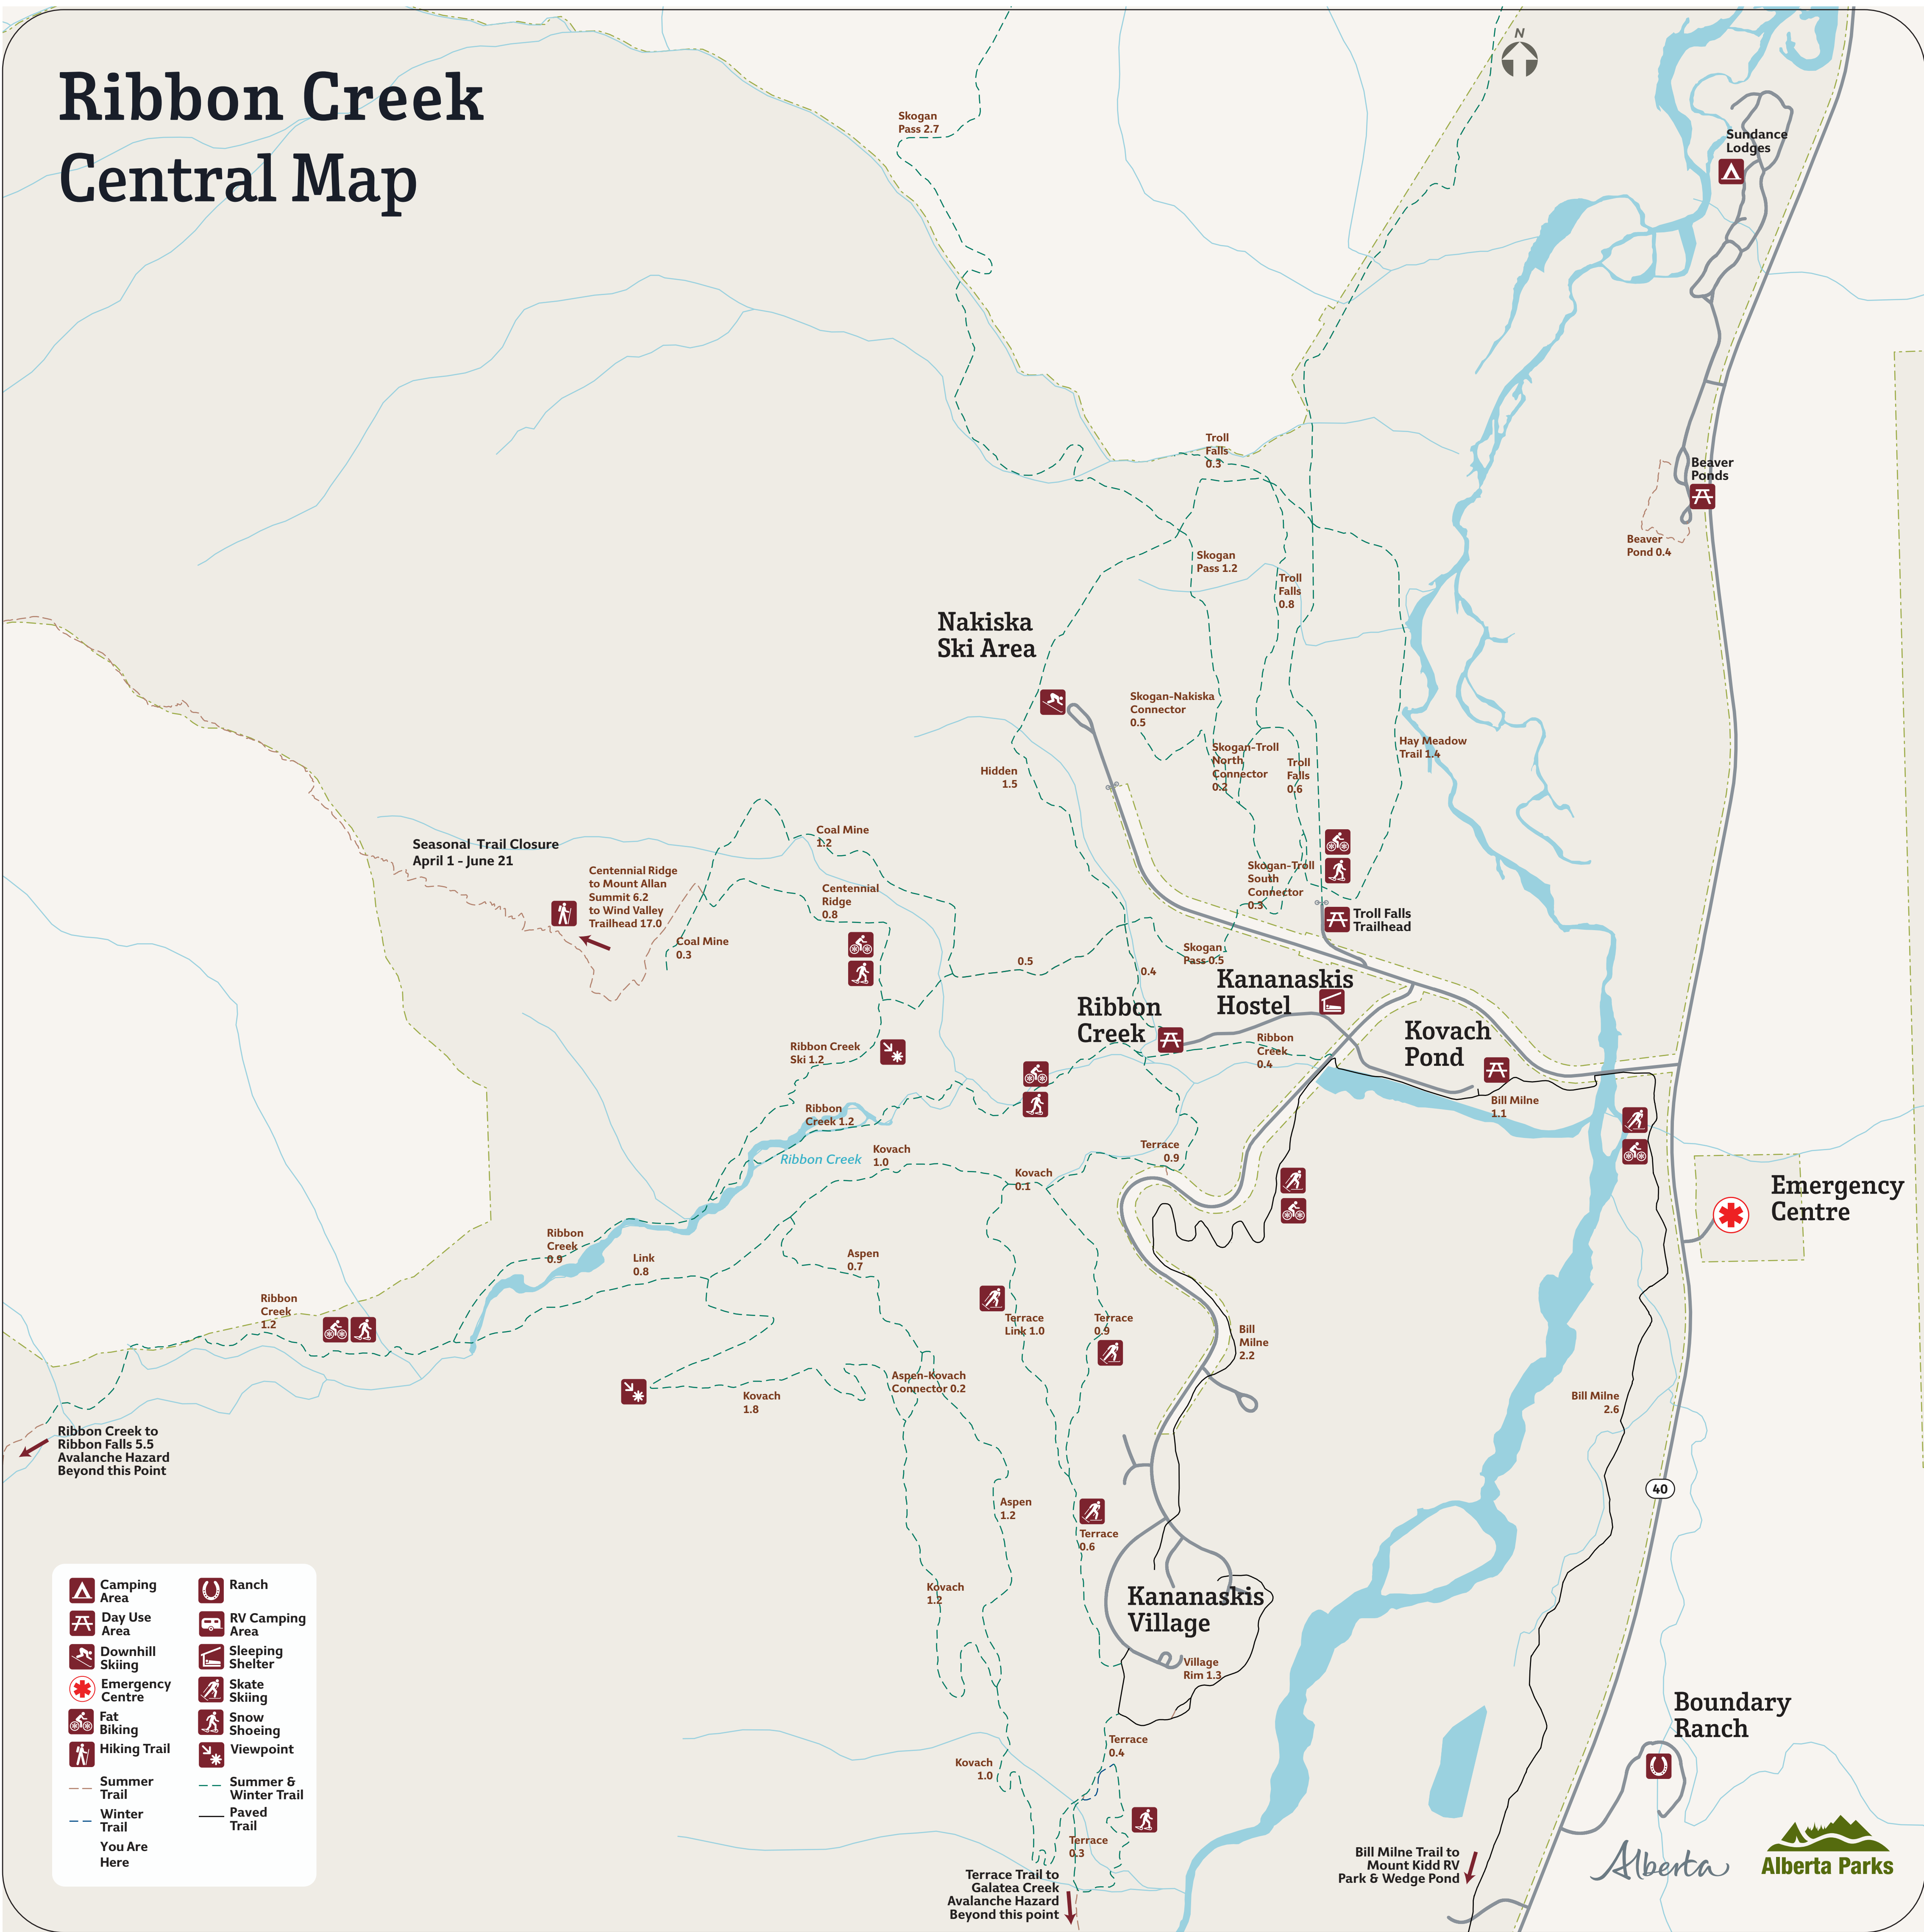 Ribbon Creek
Central Map
N
Skogan
Pass 2.7
Sundance
Lodges
Troll
Falls
0.3
Beaver
Ponds
Beaver
Pond 0.4
Skogan
Pass 1.2
Troll
Falls
0.8
Nakiska
Ski Area
Skogan-Nakiska
Connector
0.5
Skogan-Troll
North
Connector
0.2
Troll
Falls
0.6
Hay Meadow
Trail 1.4
Hidden
1.5
Coal Mine
1.2
Seasonal Trail Closure
April 1 - June 21
Centennial Ridge
to Mount Allan
Summit 6.2
to Wind Valley
Trailhead 17.0
Centennial
Ridge
0.8
Coal Mine
0.3
Skogan-Troll
South
Connector
0.3
Troll Falls
Trailhead
Skogan
Pass 0.5
0.5
0.4
Kananaskis
Hostel
Ribbon
Creek
Kovach
Pond
Ribbon Creek
Ski 1.2
Ribbon
Creek
0.4
Bill Milne
1.1
Ribbon
Creek 1.2
Ribbon Creek
Kovach
1.0
Terrace
0.9
Kovach
0.1
Emergency
Centre
Ribbon
Creek
0.9
Link
0.8
Aspen
0.7
Ribbon
Creek
1.2
Terrace
Link 1.0
Terrace
0.9
Bill
Milne
2.2
Aspen-Kovach
Connector 0.2
Kovach
1.8
Bill Milne
2.6
Ribbon Creek to
Ribbon Falls 5.5
Avalanche Hazard
Beyond this Point
40
Aspen
1.2
Terrace
0.6
Kovach
1.2
Kananaskis
Village
Village
Rim 1.3
Boundary
Ranch
Terrace
0.4
Kovach
1.0
Terrace
0.3
Terrace Trail to
Galatea Creek
Avalanche Hazard
Beyond this point
Bill Milne Trail to
Mount Kidd RV
Park & Wedge Pond
Camping
Area
Day Use
Area
Downhill
Skiing
Emergency
Centre
Fat
Biking
Hiking Trail
Summer
Trail
Winter
Trail
You Are
Here
Ranch
RV Camping
Area
Sleeping
Shelter
Skate
Skiing
Snow
Shoeing
Viewpoint
Summer &
Winter Trail
Paved
Trail
Alberta
Alberta Parks